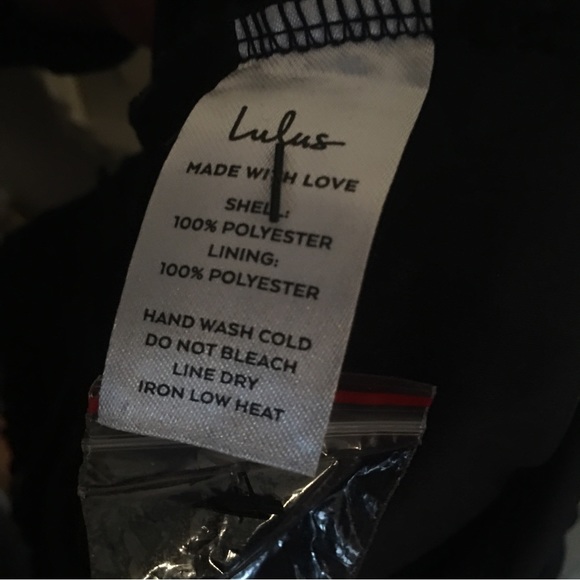 Lulus
MADE WITH LOVE
SHELL:
100% POLYESTER
LINING:
100% POLYESTER
HAND WASH COLD
DO NOT BLEACH
LINE DRY
IRON LOW HEAT